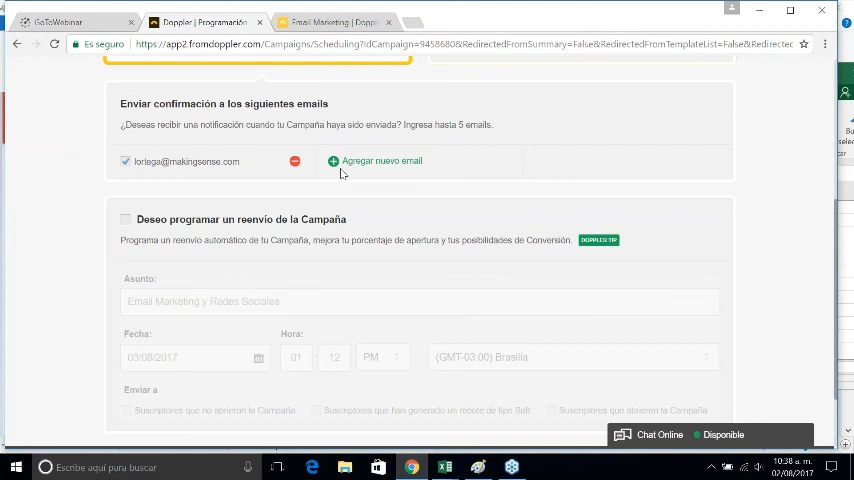 GoToWebinar
Doppler | Programación
Email Marketing | Doppl
Es seguro
https://app2.fromdoppler.com/Campaigns/Scheduling?IdCampaign=9458680&RedirectedFromSummary=False&RedirectedFromTemplateList=False&Redirectec
Enviar confirmación a los siguientes emails
¿Deseas recibir una notificación cuando tu Campaña haya sido enviada? Ingresa hasta 5 emails.
lortega@makingsense.com
Agregar nuevo email
Deseo programar un reenvío de la Campaña
Programa un reenvío automático de tu Campaña, mejora tu porcentaje de apertura y tus posibilidades de Conversión.
DOPPLER TIP
Asunto:
Email Marketing y Redes Sociales
Fecha:
Hora:
03/08/2017
01 : 12
PM
(GMT-03:00) Brasilia
Enviar a
Suscriptores que no abrieron la Campaña
Suscriptores que han generado un rebote de tipo Soft
Suscriptores que abrieron la Campaña
Chat Online
Disponible
Escribe aquí para buscar
10:38 a. m.
02/08/2017